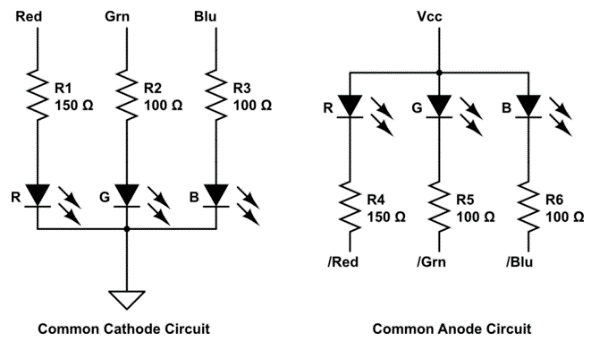 Red Grn Blu
R1
150 Ω
R2
100 Ω
R3
100 Ω
R G B
Common Cathode Circuit
Vcc
R G B
R4
150 Ω
R5
100 Ω
R6
100 Ω
/Red /Grn /Blu
Common Anode Circuit